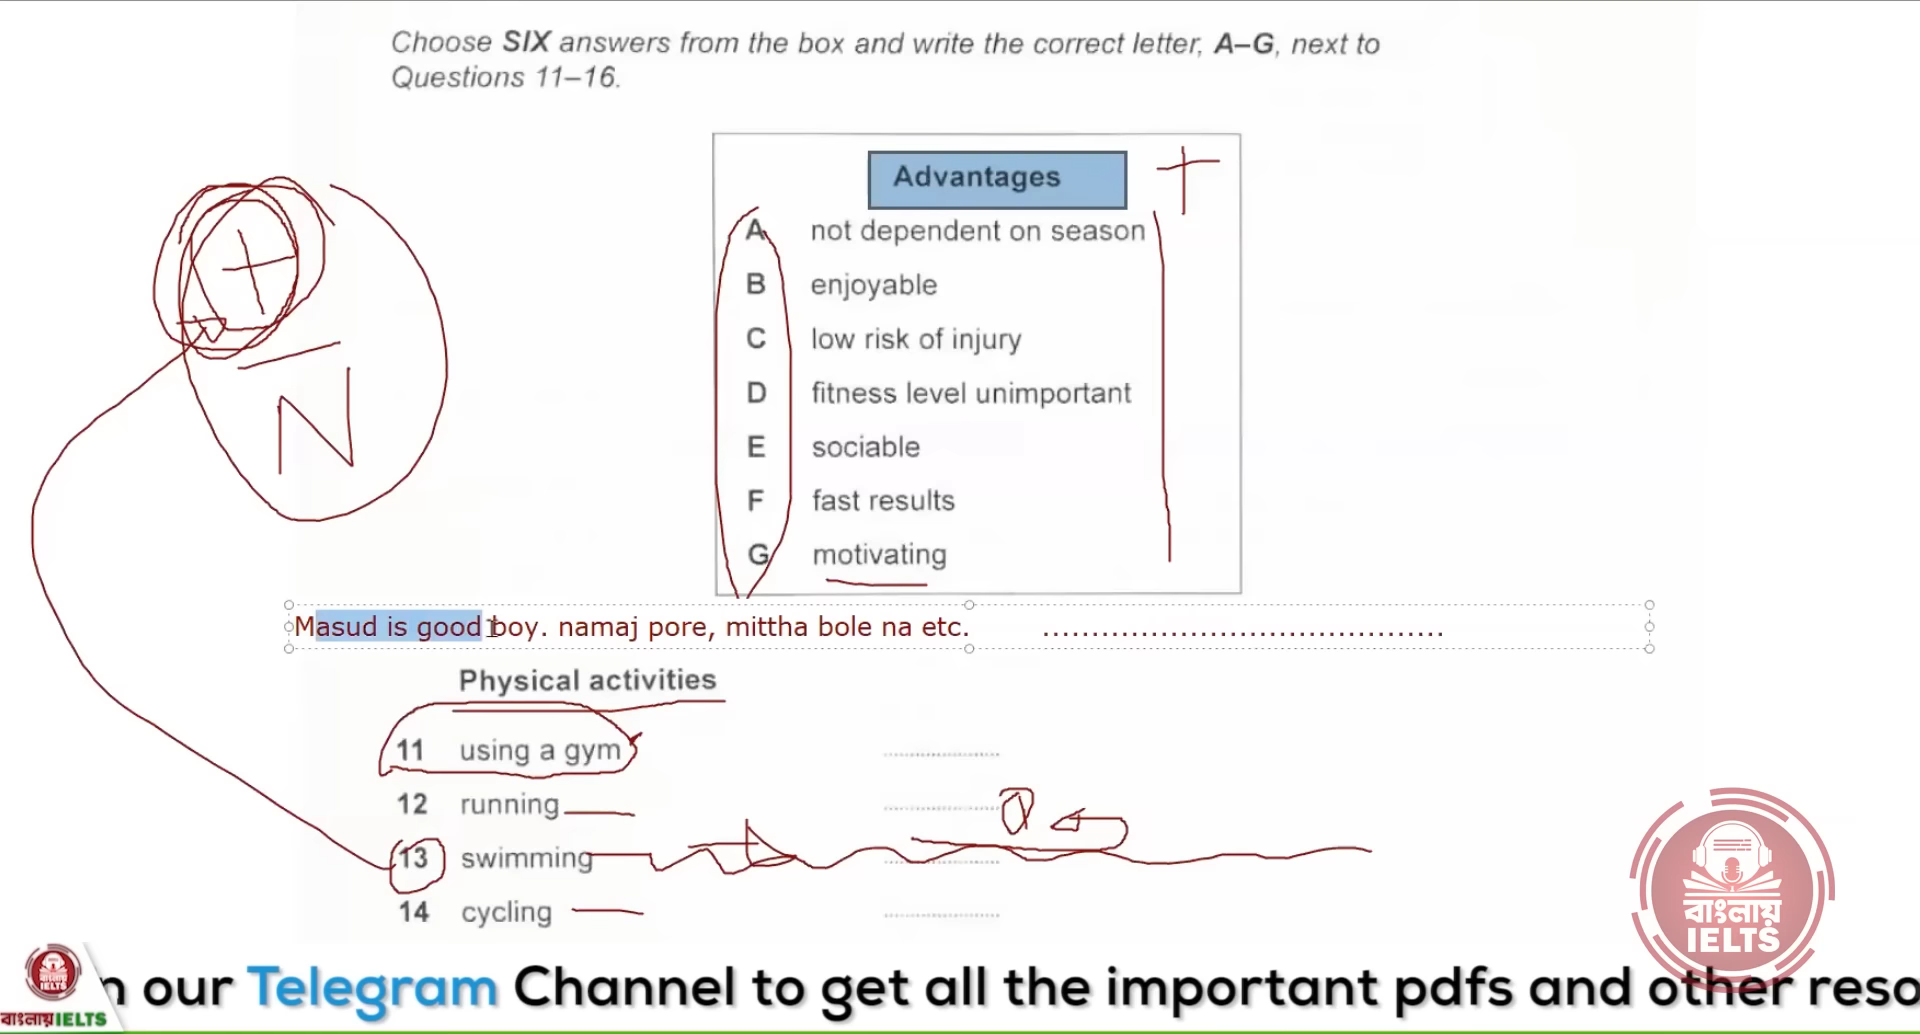 Choose SIX answers from the box and write the correct letter, A–G, next to
Questions 11–16.
Advantages
+
A not dependent on season
B enjoyable
C low risk of injury
D fitness level unimportant
E sociable
F fast results
G motivating
+
N
Masud is good boy. namaj pore, mittha bole na etc. ........................................
Physical activities
11 using a gym ....................
12 running ....................
13 swimming ....................
14 cycling ....................
বাংলায়
IELTS
n our Telegram Channel to get all the important pdfs and other reso
বাংলায় IELTS